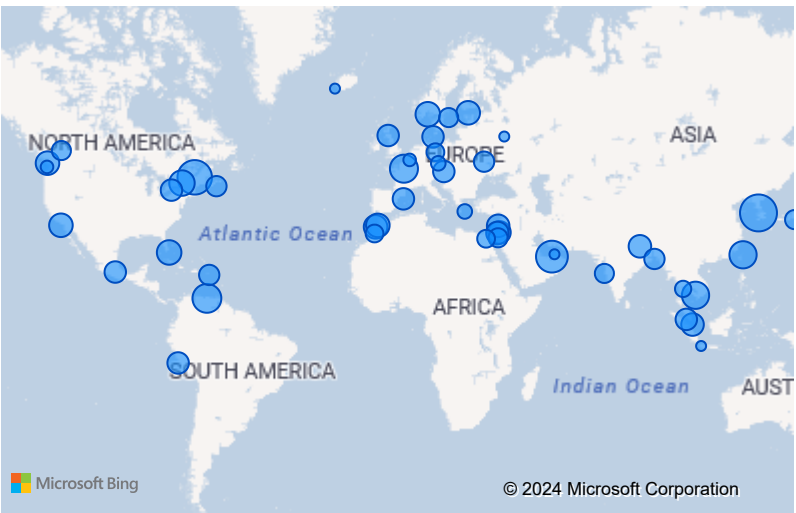 NORTH AMERICA
ASIA
EUROPE
Atlantic Ocean
AFRICA
SOUTH AMERICA
Indian Ocean
AUST
Microsoft Bing
© 2024 Microsoft Corporation